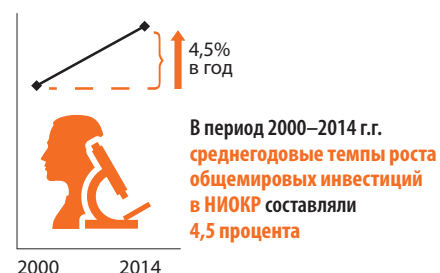 4,5%
в год
В период 2000–2014 г.г.
среднегодовые темпы роста
общемировых инвестиций
в НИОКР составляли
4,5 процента
2000
2014